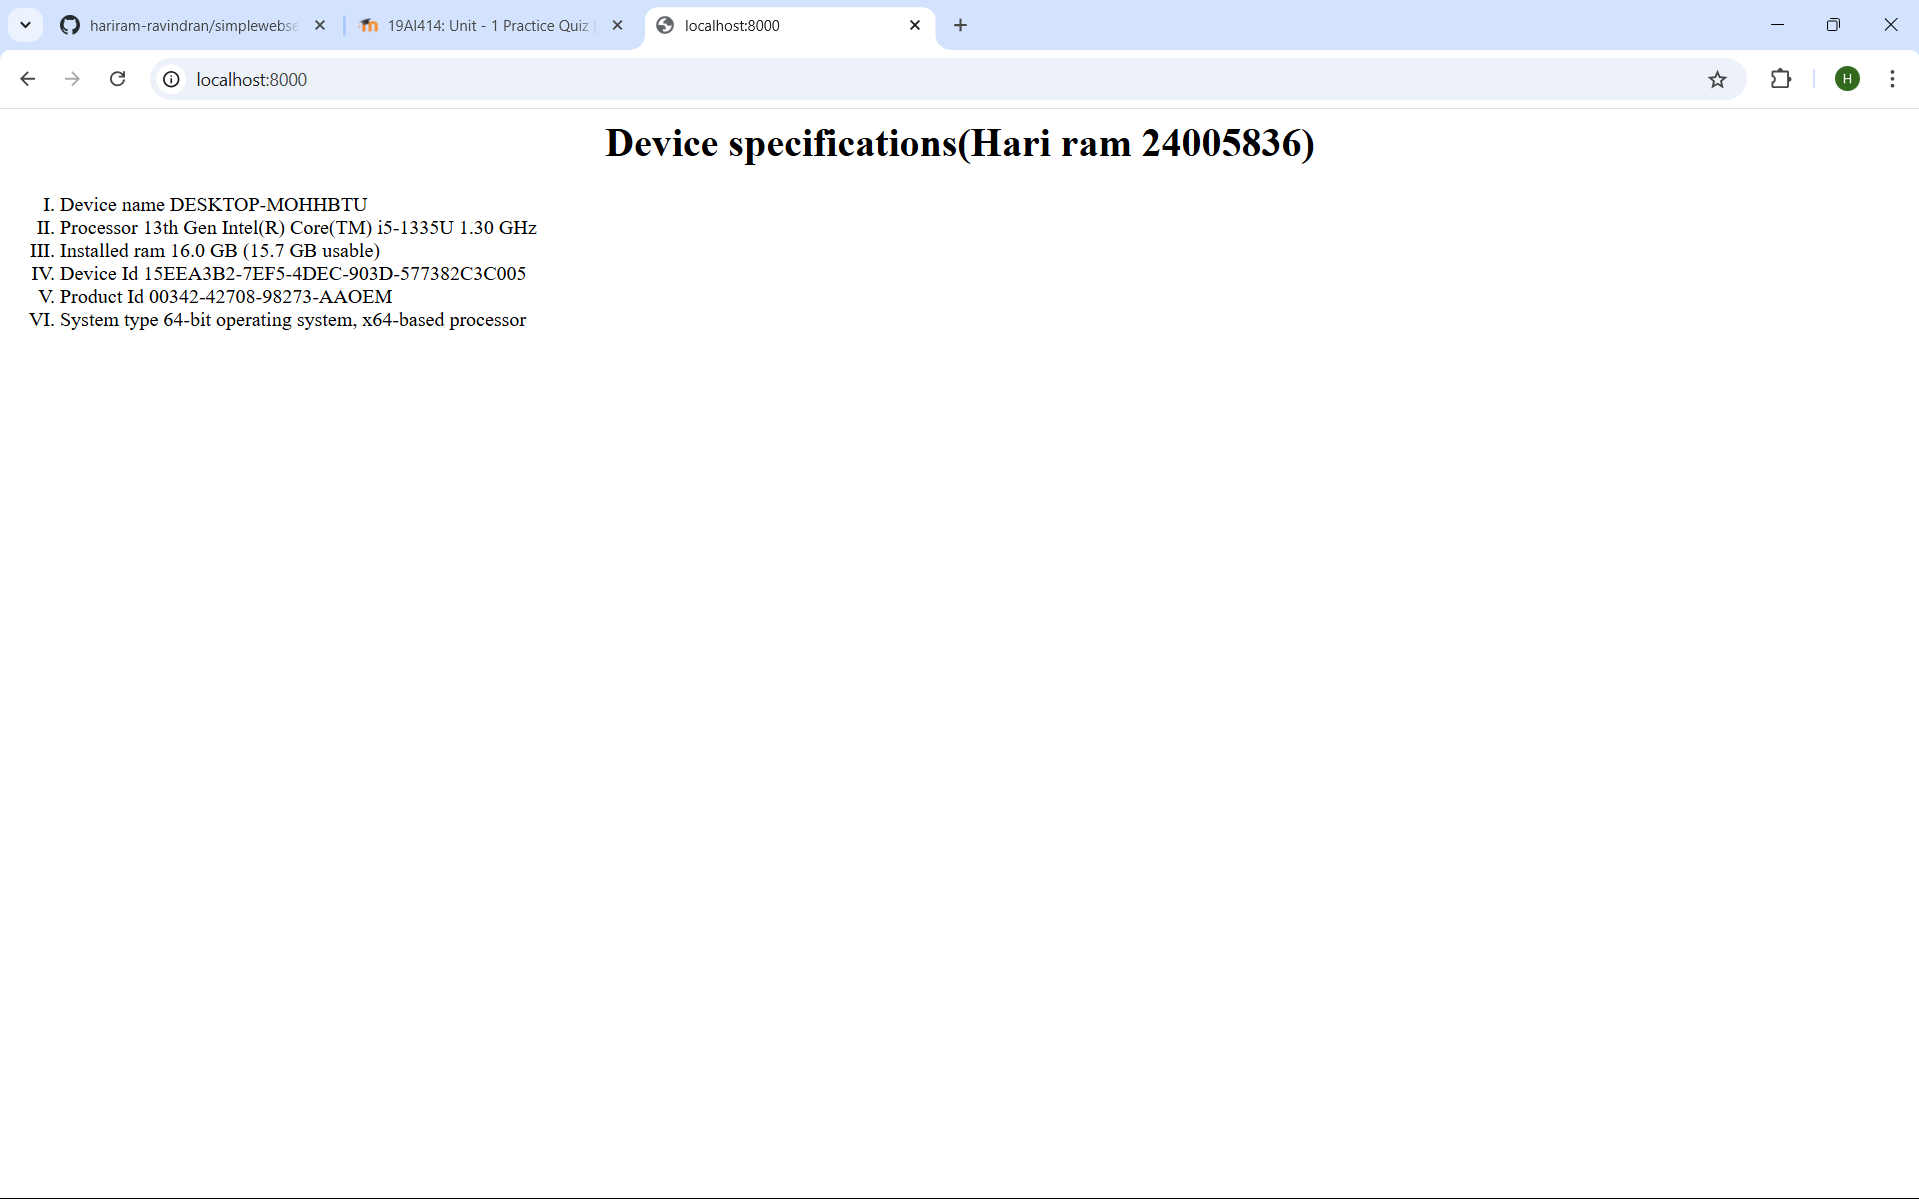 hariram-ravindran/simplewebse
19AI414: Unit - 1 Practice Quiz
localhost:8000
localhost:8000
H
Device specifications(Hari ram 24005836)
I. Device name DESKTOP-MOHHBTU
II. Processor 13th Gen Intel(R) Core(TM) i5-1335U 1.30 GHz
III. Installed ram 16.0 GB (15.7 GB usable)
IV. Device Id 15EEA3B2-7EF5-4DEC-903D-577382C3C005
V. Product Id 00342-42708-98273-AAOEM
VI. System type 64-bit operating system, x64-based processor